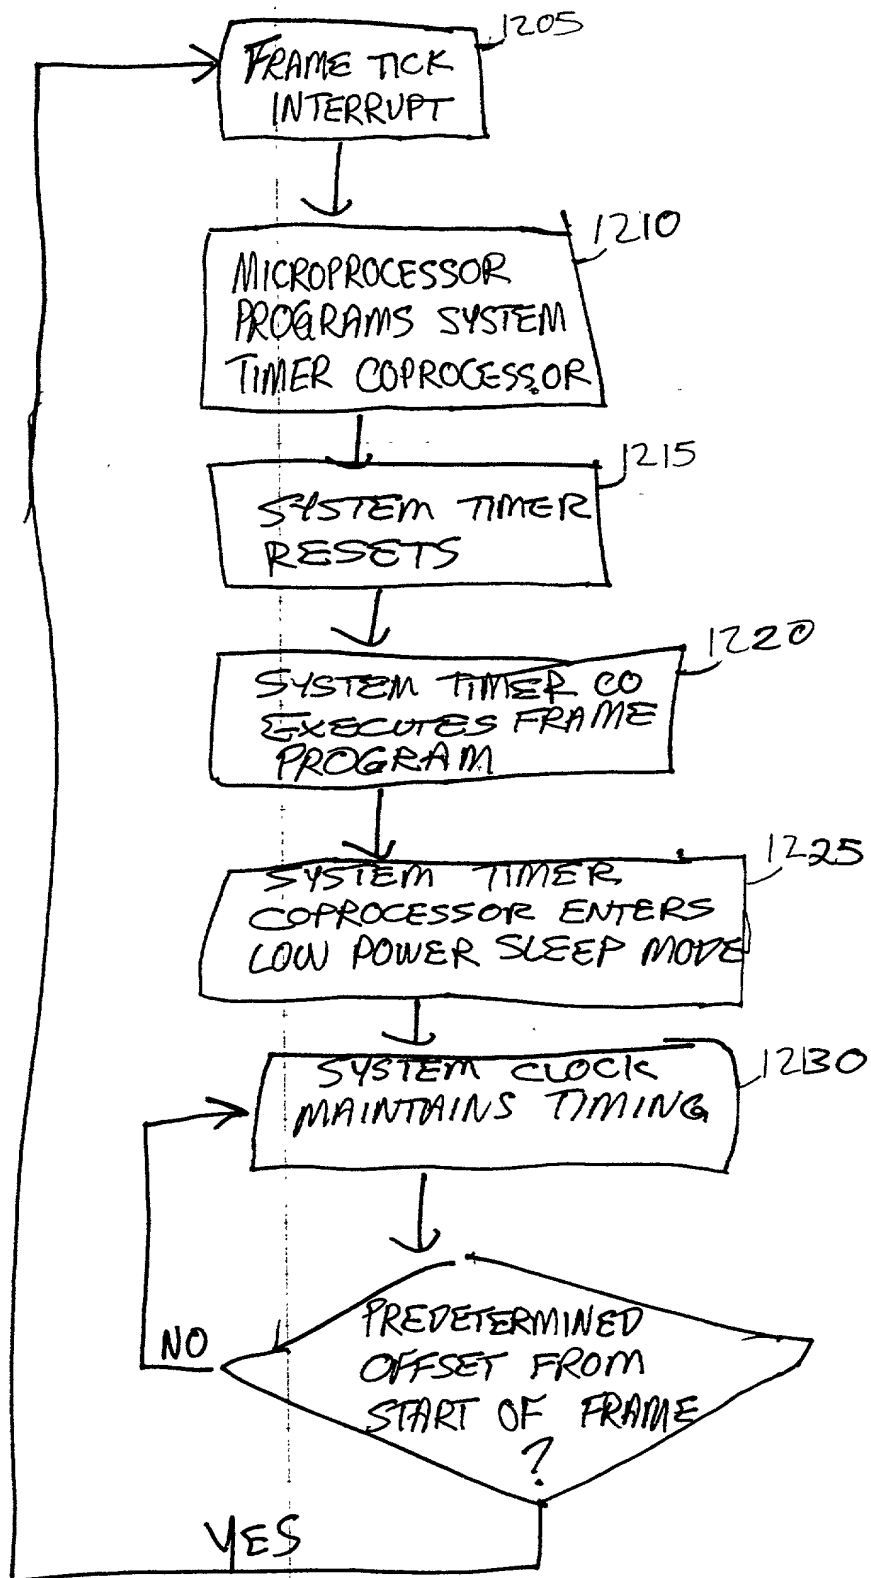 1205
FRAME TICK
INTERRUPT
1210
MICROPROCESSOR
PROGRAMS SYSTEM
TIMER COPROCESSOR
1215
SYSTEM TIMER
RESETS
1220
SYSTEM TIMER CO
EXECUTES FRAME
PROGRAM
1225
SYSTEM TIMER
COPROCESSOR ENTERS
LOW POWER SLEEP MODE
1230
SYSTEM CLOCK
MAINTAINS TIMING
PREDETERMINED
NO
OFFSET FROM
START OF FRAME
?
YES